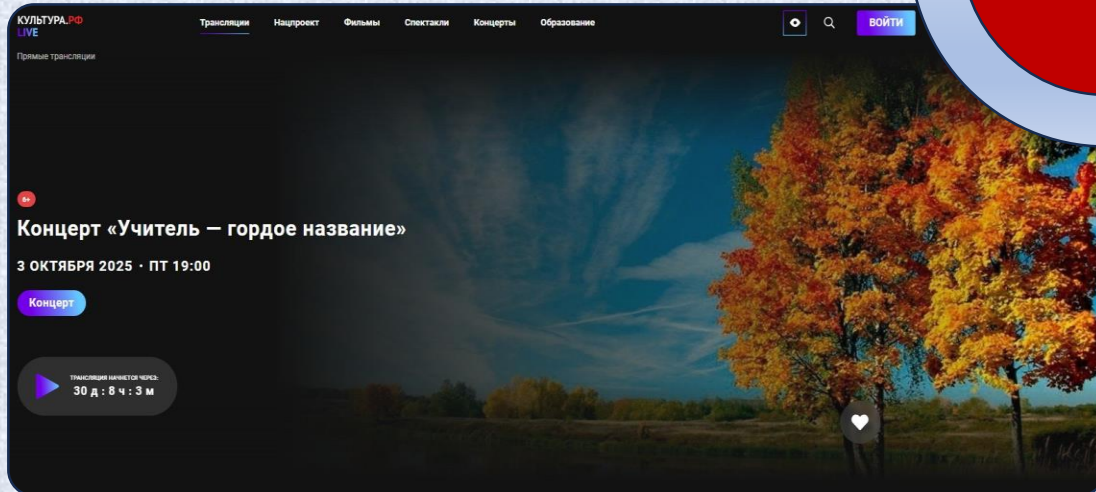 КУЛЬТУРА.РФ
LIVE
Трансляции Нацпроект Фильмы Спектакли Концерты Образование
ВОЙТИ
Прямые трансляции
6+
Концерт «Учитель — гордое название»
3 ОКТЯБРЯ 2025 · ПТ 19:00
Концерт
ТРАНСЛЯЦИЯ НАЧНЕТСЯ ЧЕРЕЗ:
30 д : 8 ч : 3 м